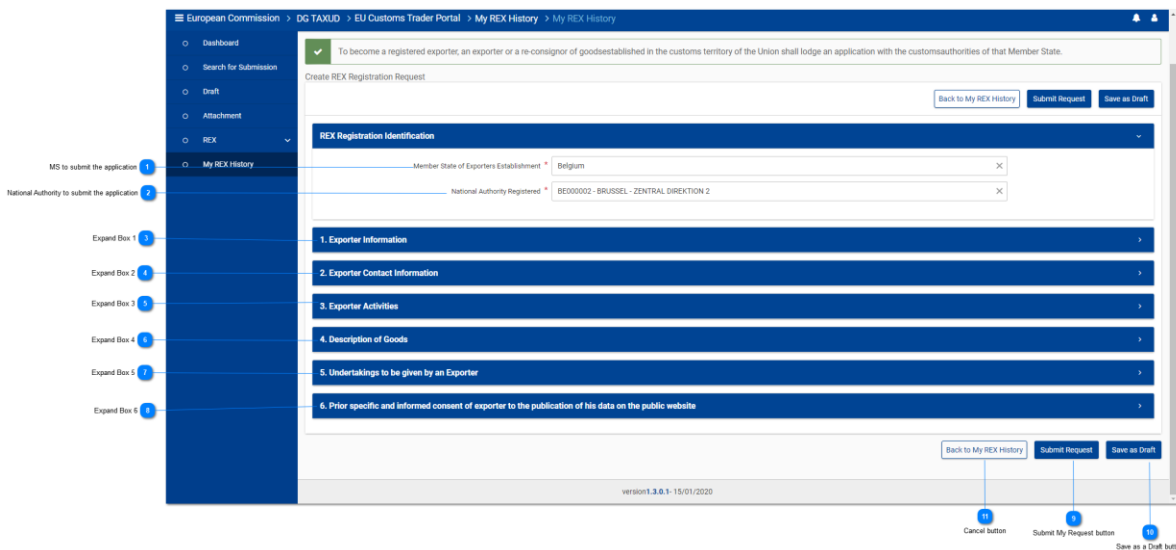 European Commission > DG TAXUD > EU Customs Trader Portal > My REX History > My REX History
Dashboard
Search for Submission
Draft
Attachment
REX
My REX History
To become a registered exporter, an exporter or a re-consignor of goodsestablished in the customs territory of the Union shall lodge an application with the customsauthorities of that Member State.
Create REX Registration Request
Back to My REX History Submit Request Save as Draft
REX Registration Identification
MS to submit the application 1
Member State of Exporters Establishment * Belgium
National Authority to submit the application 2
National Authority Registered * BE000002 - BRUSSEL - ZENTRAL DIREKTION 2
Expand Box 1 3
1. Exporter Information
Expand Box 2 4
2. Exporter Contact Information
Expand Box 3 5
3. Exporter Activities
Expand Box 4 6
4. Description of Goods
Expand Box 5 7
5. Undertakings to be given by an Exporter
Expand Box 6 8
6. Prior specific and informed consent of exporter to the publication of his data on the public website
Back to My REX History Submit Request Save as Draft
version1.3.0.1- 15/01/2020
11
Cancel button
9
Submit My Request button
10
Save as a Draft butt